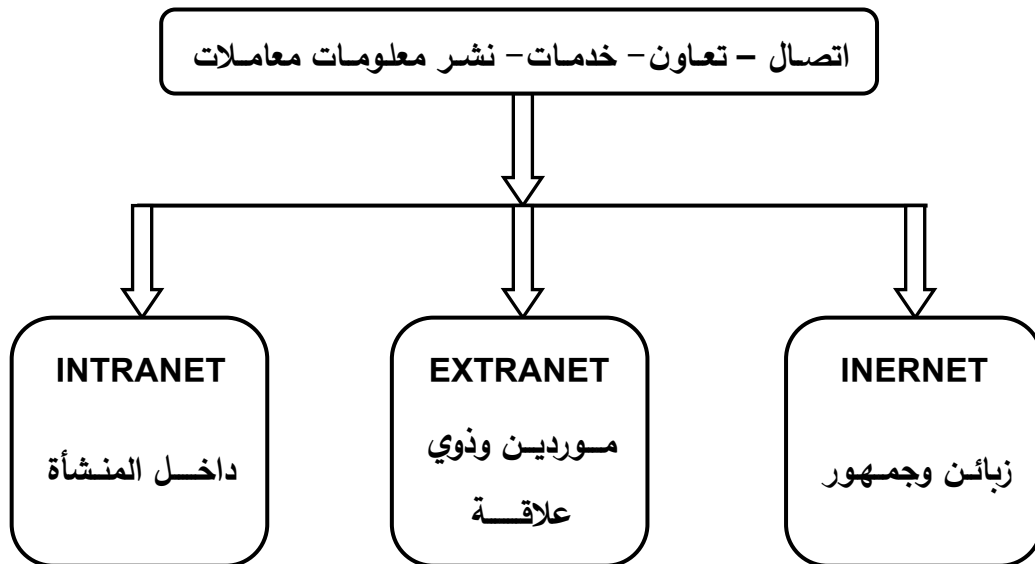 اتصال – تعاون – خدمات – نشر معلومات معاملات
INERNET
زبائن وجمهور
EXTRANET
موردين وذوي
علاقة
INTRANET
داخل المنشأة